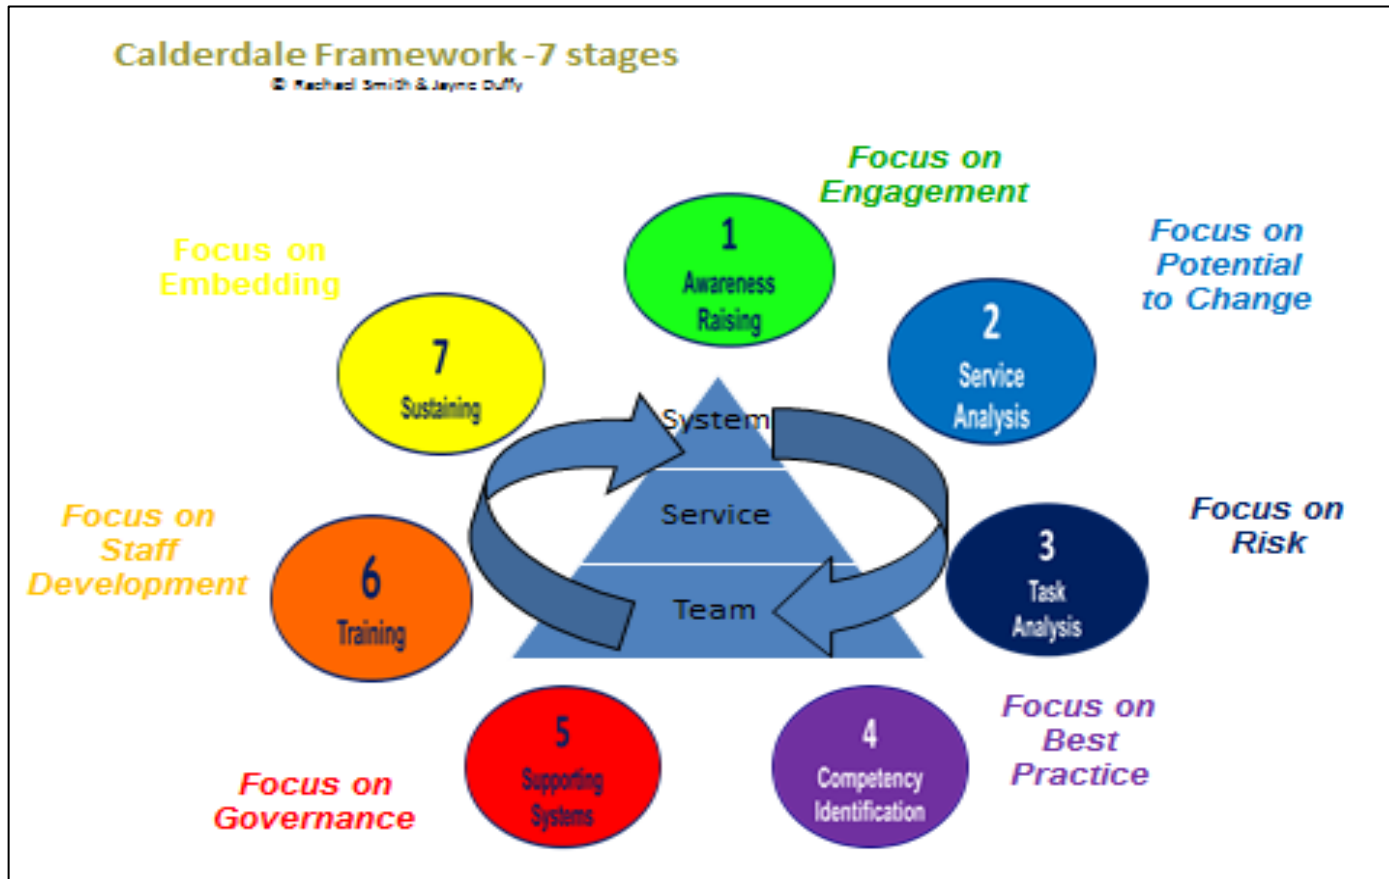 Calderdale Framework -7 stages
© Rachael Smith & Jayne Duffy
Focus on
Engagement
1
Awareness
Raising
Focus on
Potential
to Change
2
Service
Analysis
Focus on
Risk
3
Task
Analysis
Focus on
Best
Practice
4
Competency
Identification
Focus on
Governance
5
Supporting
Systems
Focus on
Staff
Development
6
Training
Focus on
Embedding
7
Sustaining
System
Service
Team